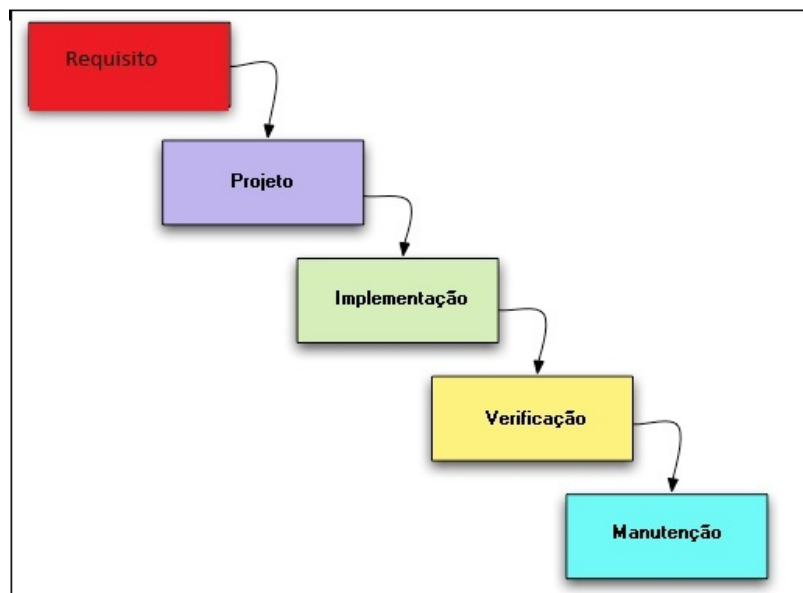 Requisito
Projeto
Implementação
Verificação
Manutenção